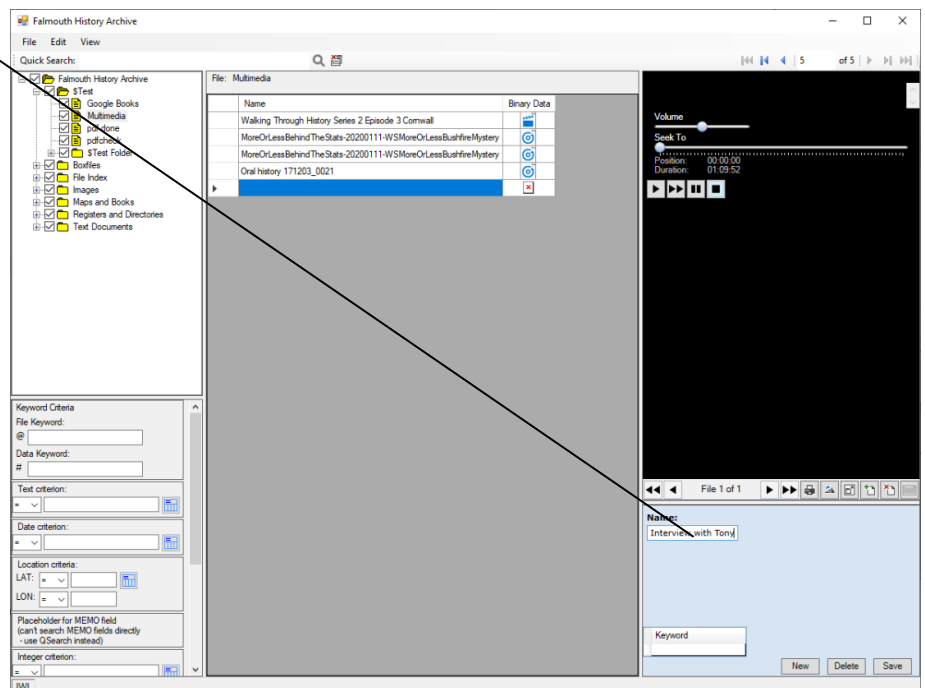 Falmouth History Archive
File Edit View
Quick Search:
5 of 5
Falmouth History Archive
$Test
Google Books
Multimedia
pdf done
pdfcheck
$Test Folder
Boxfiles
File Index
Images
Maps and Books
Registers and Directories
Text Documents
File: Multimedia
Name Binary Data
Walking Through History Series 2 Episode 3 Cornwall
MoreOrLessBehindTheStats-20200111-WSMoreOrLessBushfireMystery
MoreOrLessBehindTheStats-20200111-WSMoreOrLessBushfireMystery
Oral history 171203_0021
Volume
Seek To
Position: 00:00:00
Duration: 01:09:52
File 1 of 1
Name:
Interview with Tony
Keyword
New Delete Save
Keyword Criteria
File Keyword:
@
Data Keyword:
#
Text criterion:
=
Date criterion:
=
Location criteria:
LAT: =
LON: =
Placeholder for MEMO field
(can't search MEMO fields directly
- use QSearch instead)
Integer criterion:
=